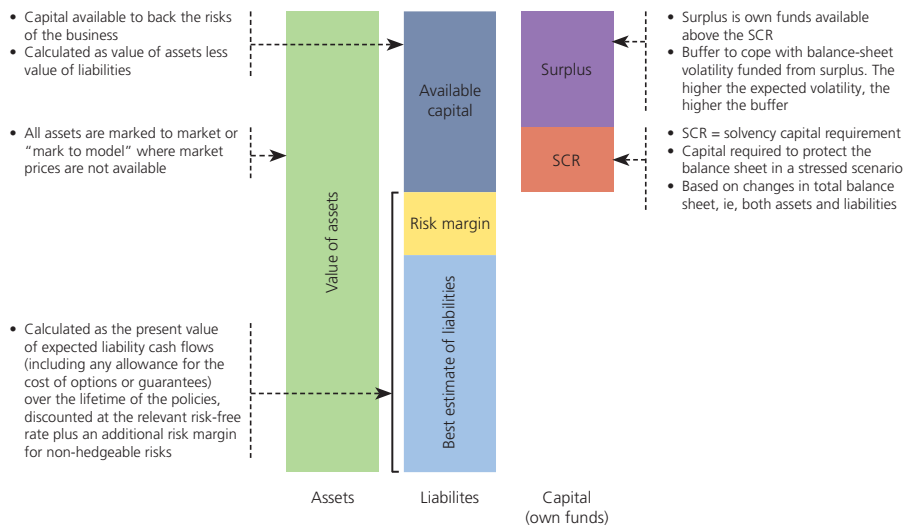 • Capital available to back the risks
of the business
• Calculated as value of assets less
value of liabilities
• All assets are marked to market or
“mark to model” where market
prices are not available
• Calculated as the present value
of expected liability cash flows
(including any allowance for the
cost of options or guarantees)
over the lifetime of the policies,
discounted at the relevant risk-free
rate plus an additional risk margin
for non-hedgeable risks
Value of assets
Available
capital
Risk margin
Best estimate of liabilities
Surplus
SCR
• Surplus is own funds available
above the SCR
• Buffer to cope with balance-sheet
volatility funded from surplus. The
higher the expected volatility, the
higher the buffer
• SCR = solvency capital requirement
• Capital required to protect the
balance sheet in a stressed scenario
• Based on changes in total balance
sheet, ie, both assets and liabilities
Assets
Liabilites
Capital
(own funds)